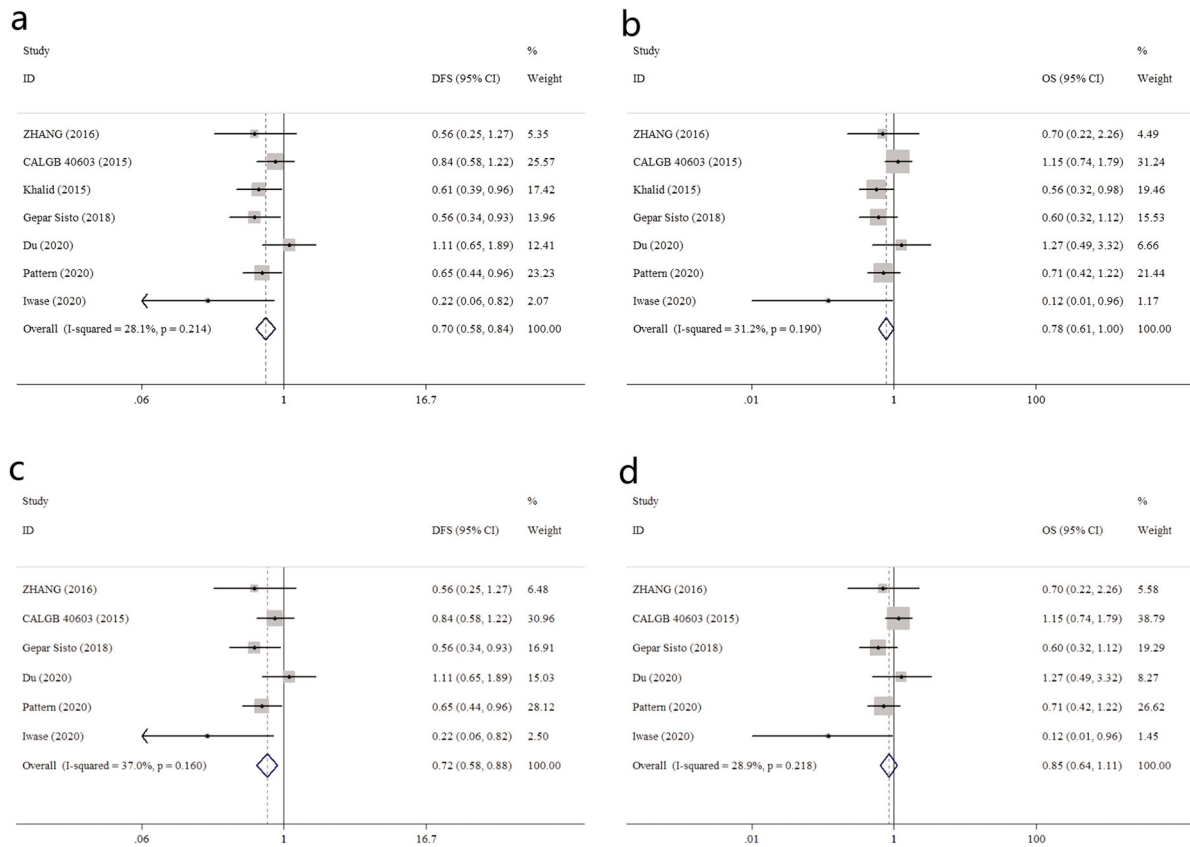 a
Study %
ID DFS (95% CI) Weight
ZHANG (2016) 0.56 (0.25, 1.27) 5.35
CALGB 40603 (2015) 0.84 (0.58, 1.22) 25.57
Khalid (2015) 0.61 (0.39, 0.96) 17.42
Gepar Sisto (2018) 0.56 (0.34, 0.93) 13.96
Du (2020) 1.11 (0.65, 1.89) 12.41
Pattern (2020) 0.65 (0.44, 0.96) 23.23
Iwase (2020) 0.22 (0.06, 0.82) 2.07
Overall (I-squared = 28.1%, p = 0.214) 0.70 (0.58, 0.84) 100.00
.06 1 16.7
b
Study %
ID OS (95% CI) Weight
ZHANG (2016) 0.70 (0.22, 2.26) 4.49
CALGB 40603 (2015) 1.15 (0.74, 1.79) 31.24
Khalid (2015) 0.56 (0.32, 0.98) 19.46
Gepar Sisto (2018) 0.60 (0.32, 1.12) 15.53
Du (2020) 1.27 (0.49, 3.32) 6.66
Pattern (2020) 0.71 (0.42, 1.22) 21.44
Iwase (2020) 0.12 (0.01, 0.96) 1.17
Overall (I-squared = 31.2%, p = 0.190) 0.78 (0.61, 1.00) 100.00
.01 1 100
c
Study %
ID DFS (95% CI) Weight
ZHANG (2016) 0.56 (0.25, 1.27) 6.48
CALGB 40603 (2015) 0.84 (0.58, 1.22) 30.96
Gepar Sisto (2018) 0.56 (0.34, 0.93) 16.91
Du (2020) 1.11 (0.65, 1.89) 15.03
Pattern (2020) 0.65 (0.44, 0.96) 28.12
Iwase (2020) 0.22 (0.06, 0.82) 2.50
Overall (I-squared = 37.0%, p = 0.160) 0.72 (0.58, 0.88) 100.00
.06 1 16.7
d
Study %
ID OS (95% CI) Weight
ZHANG (2016) 0.70 (0.22, 2.26) 5.58
CALGB 40603 (2015) 1.15 (0.74, 1.79) 38.79
Gepar Sisto (2018) 0.60 (0.32, 1.12) 19.29
Du (2020) 1.27 (0.49, 3.32) 8.27
Pattern (2020) 0.71 (0.42, 1.22) 26.62
Iwase (2020) 0.12 (0.01, 0.96) 1.45
Overall (I-squared = 28.9%, p = 0.218) 0.85 (0.64, 1.11) 100.00
.01 1 100